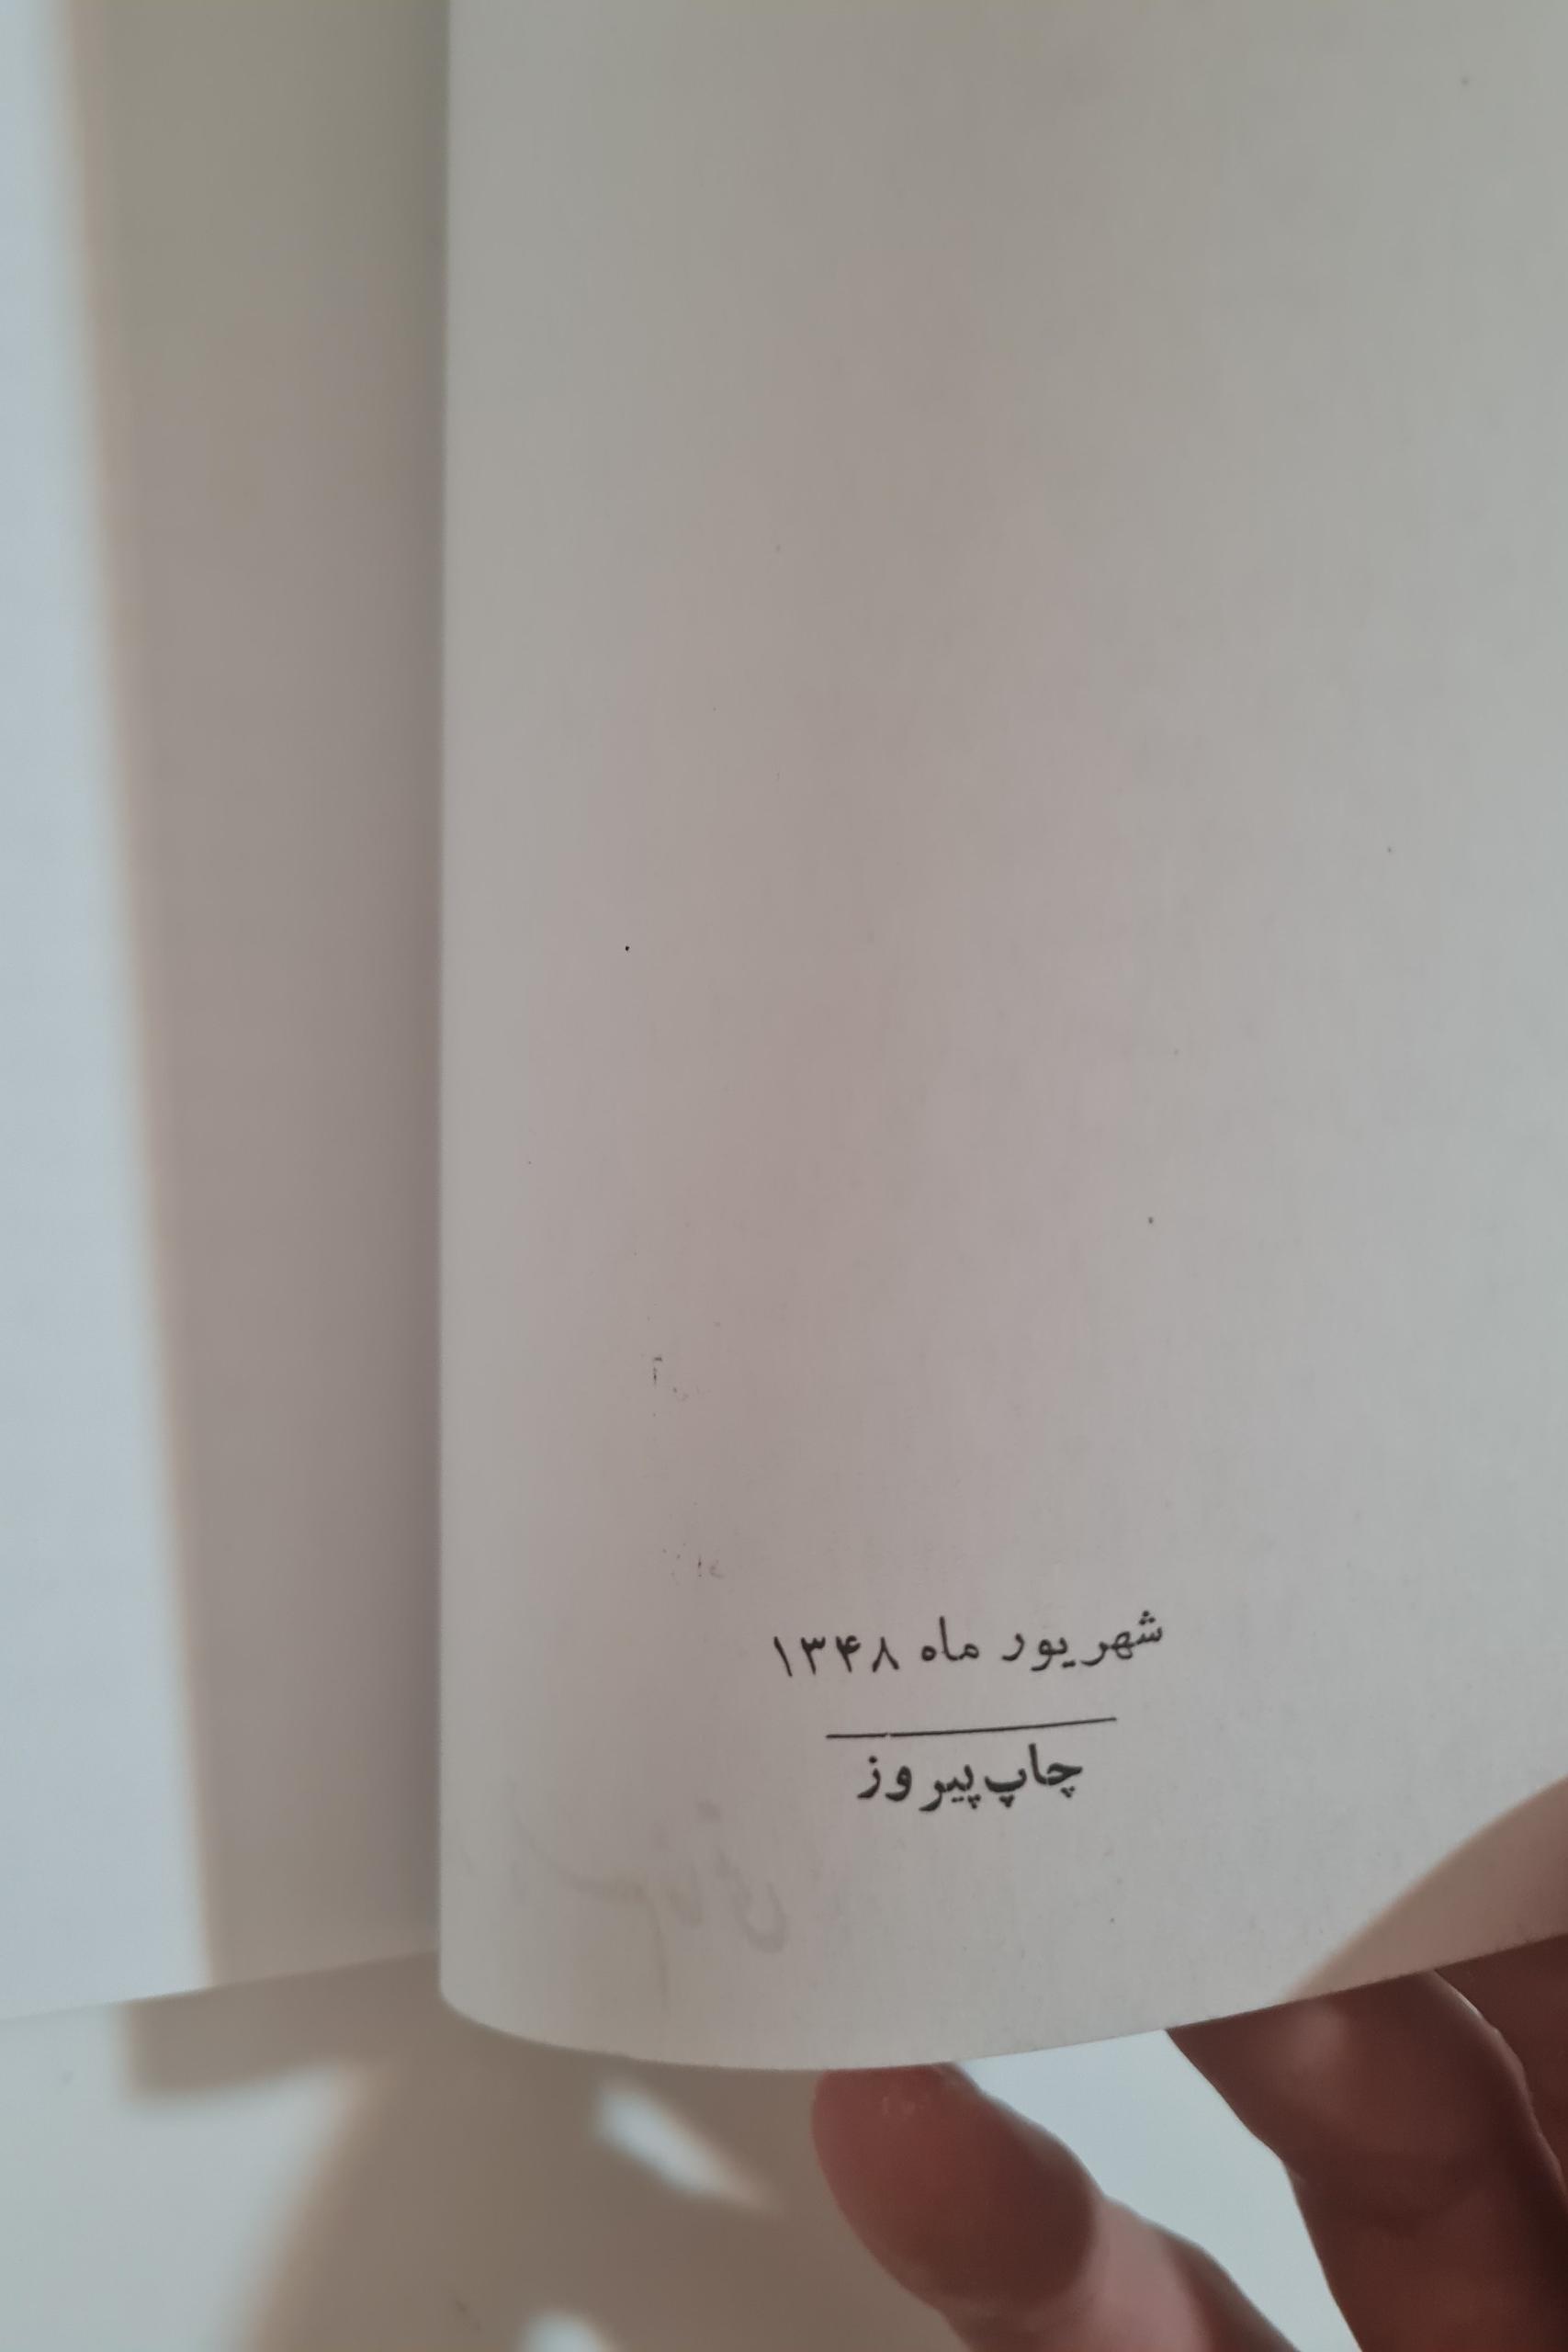 شهریور ماه ۱۳۴۸
چاپ پیروز